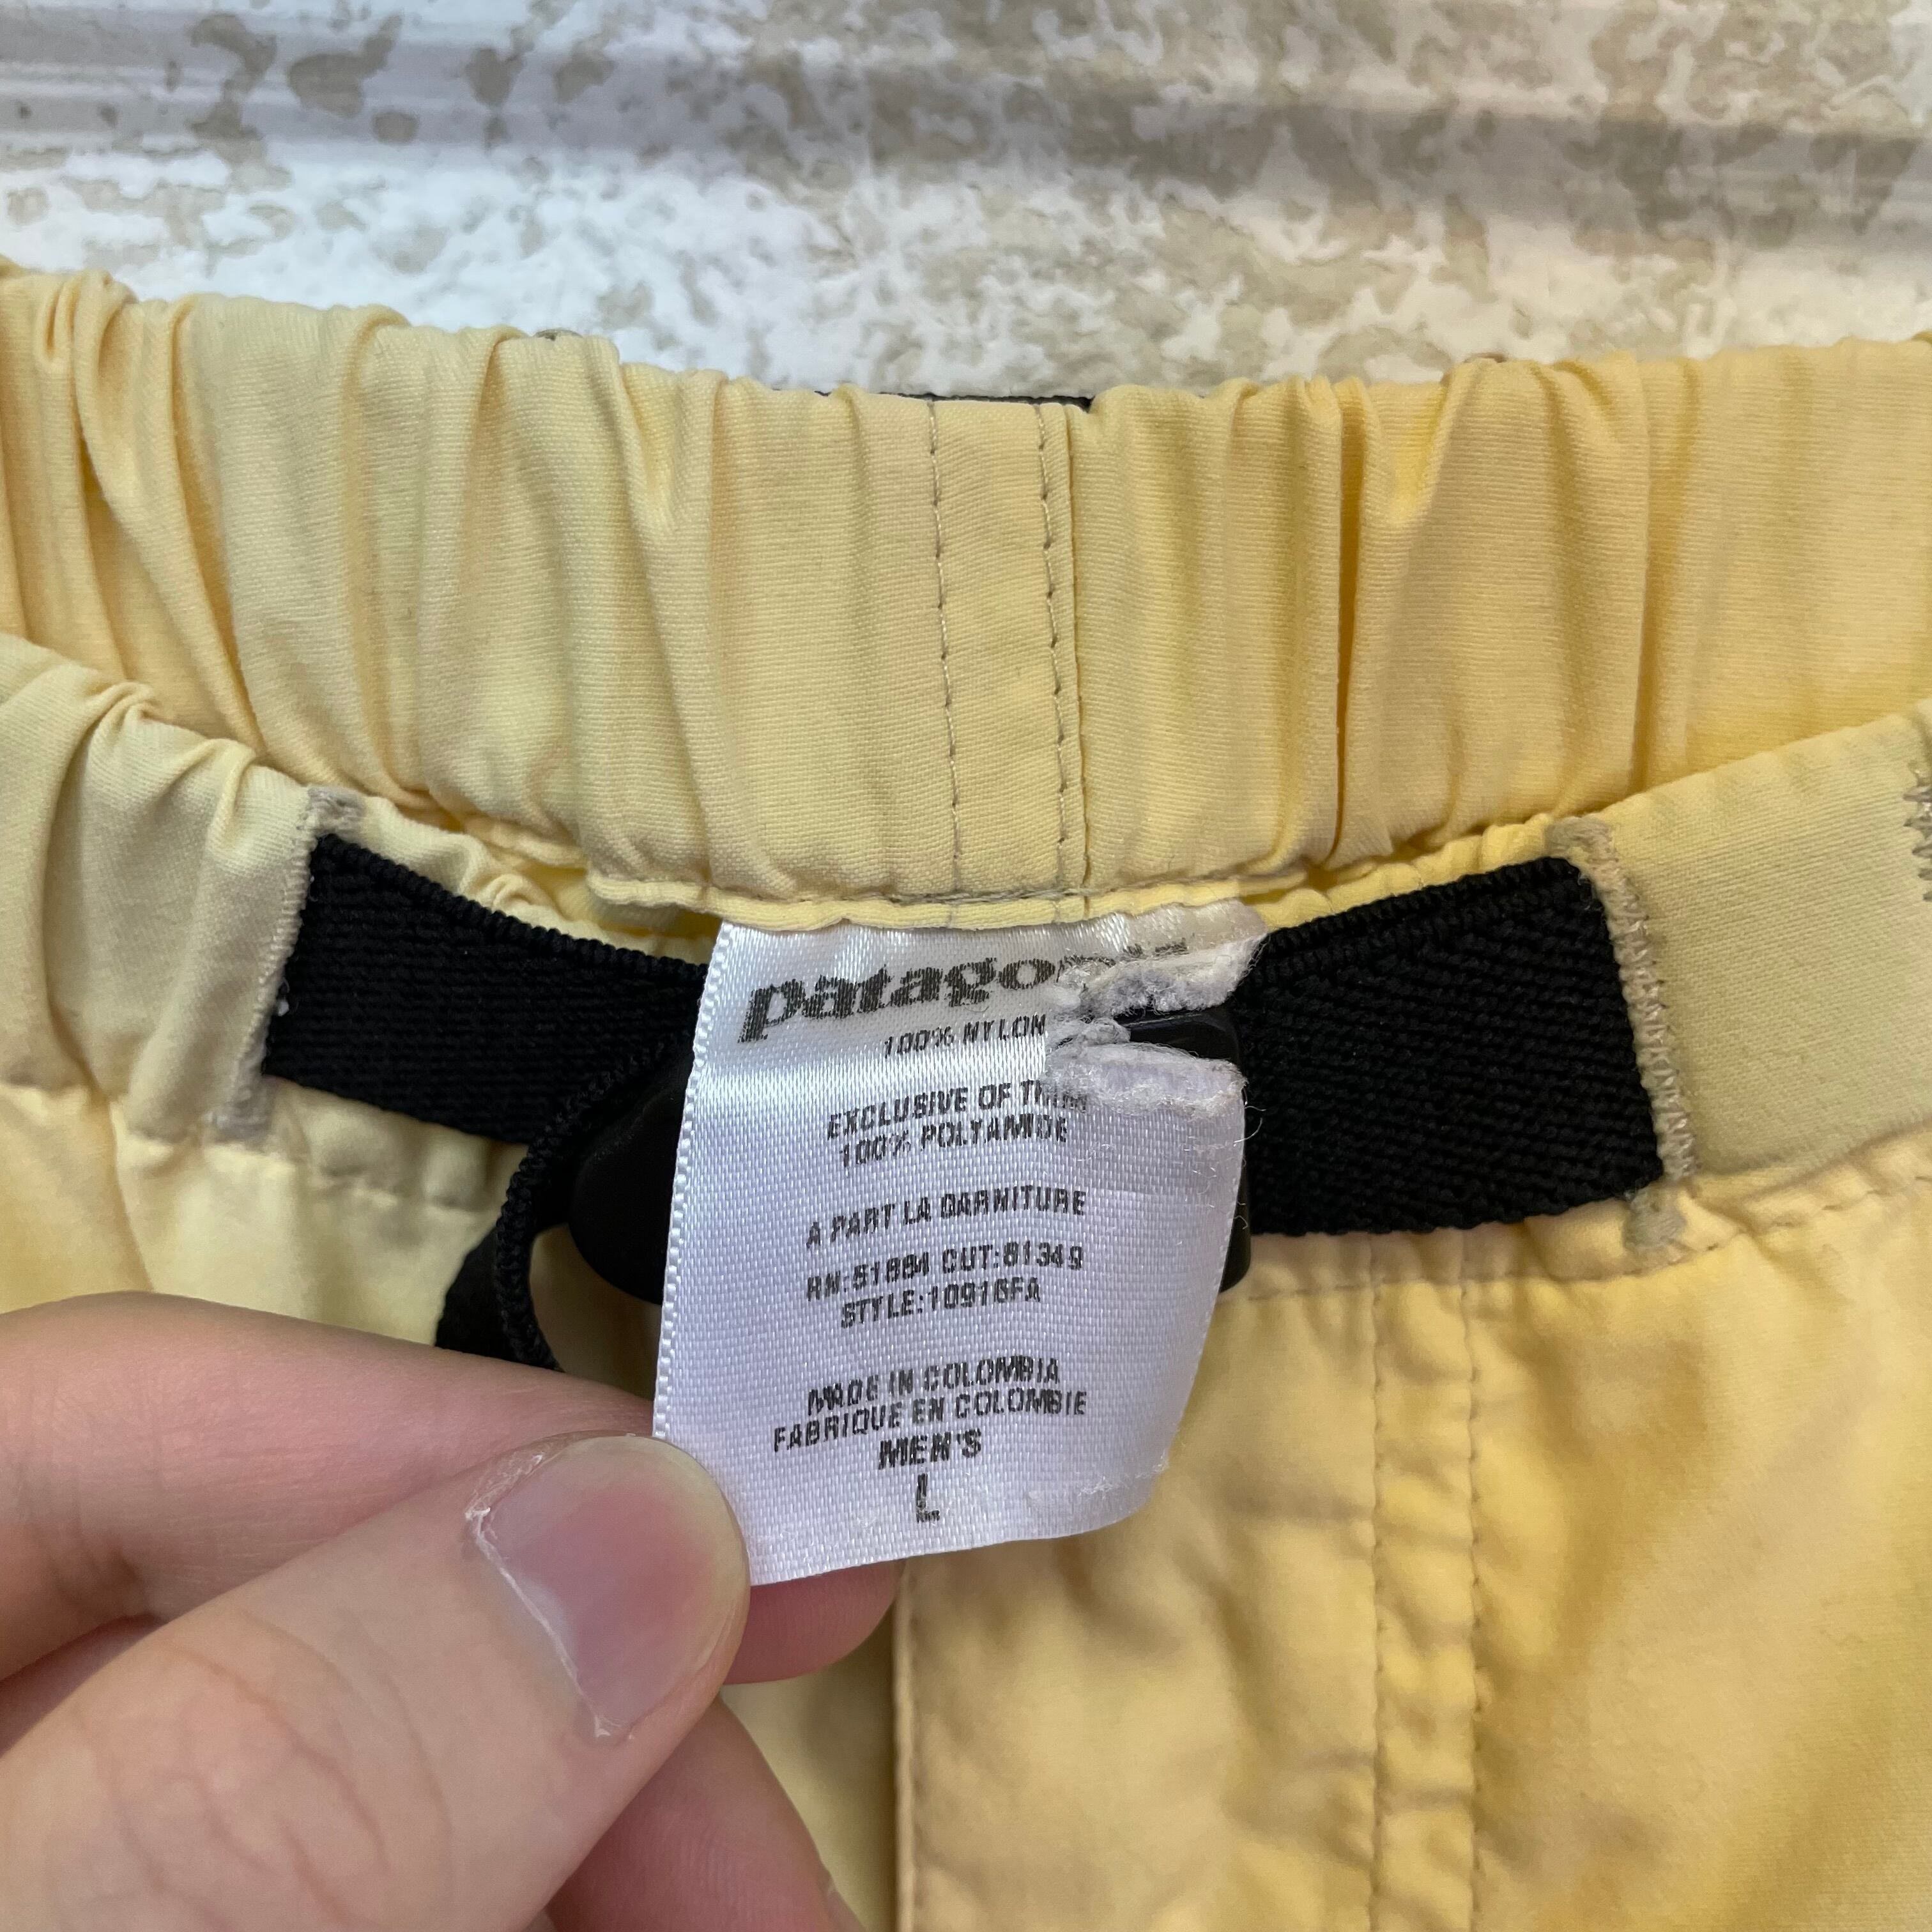 patagonia
100% NYLON
EXCLUSIVE OF TRIM
100% POLYAMIDE
A PART LA GARNITURE
RN:51884 CUT:81349
STYLE:10916FA
MADE IN COLOMBIA
FABRIQUE EN COLOMBIE
MEN'S
L